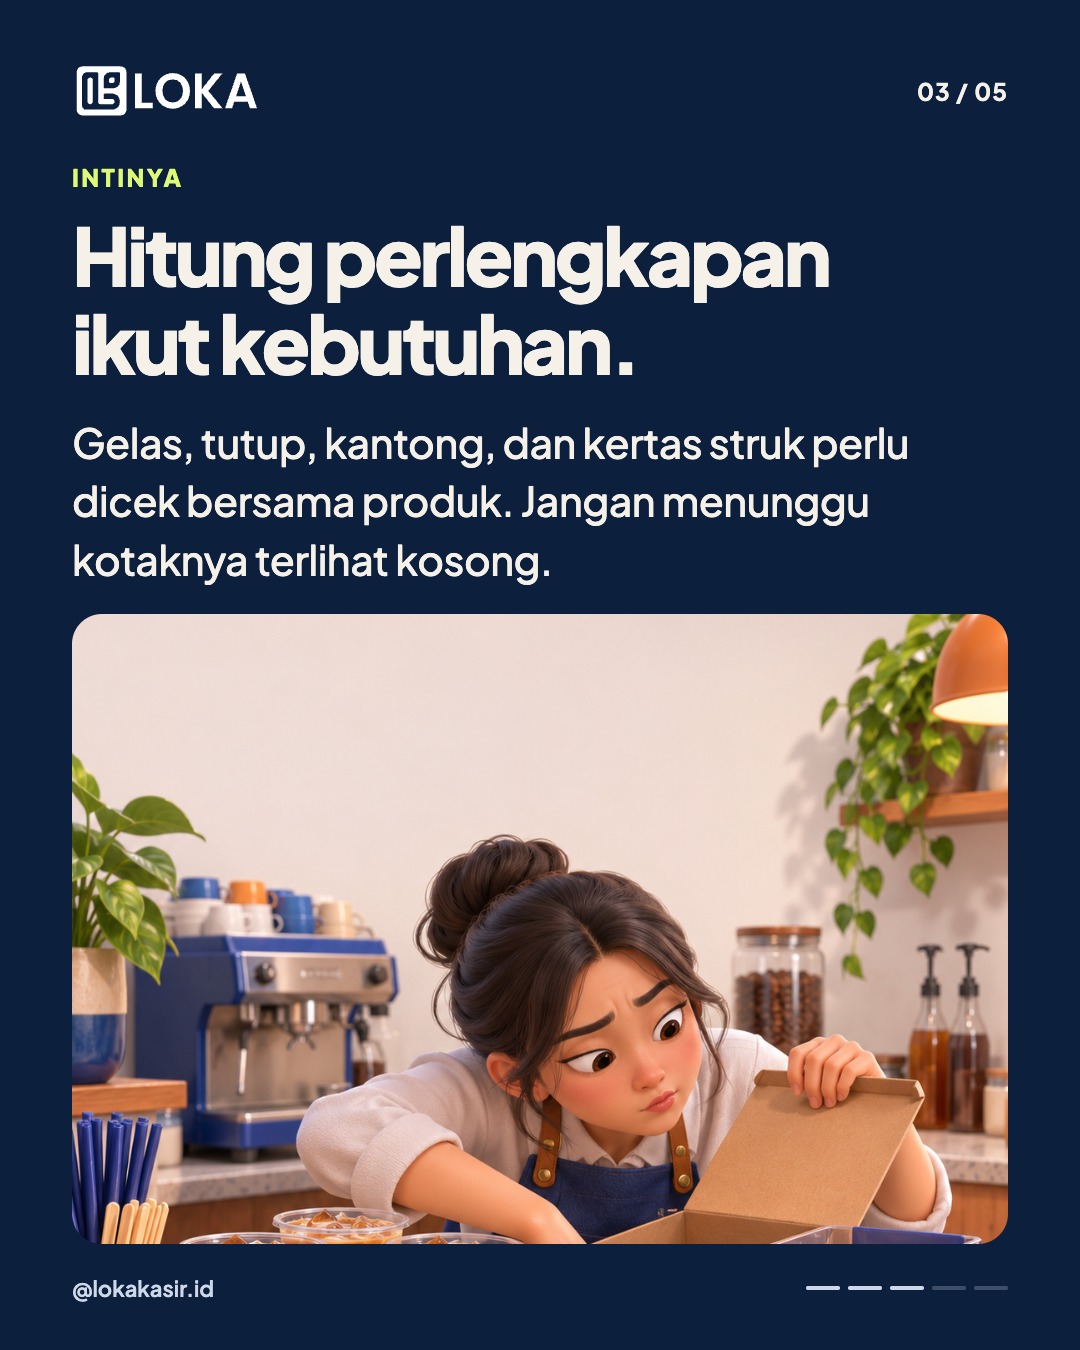 LOKA
03 / 05
INTINYA
Hitung perlengkapan
ikut kebutuhan.
Gelas, tutup, kantong, dan kertas struk perlu
dicek bersama produk. Jangan menunggu
kotaknya terlihat kosong.
@lokakasir.id